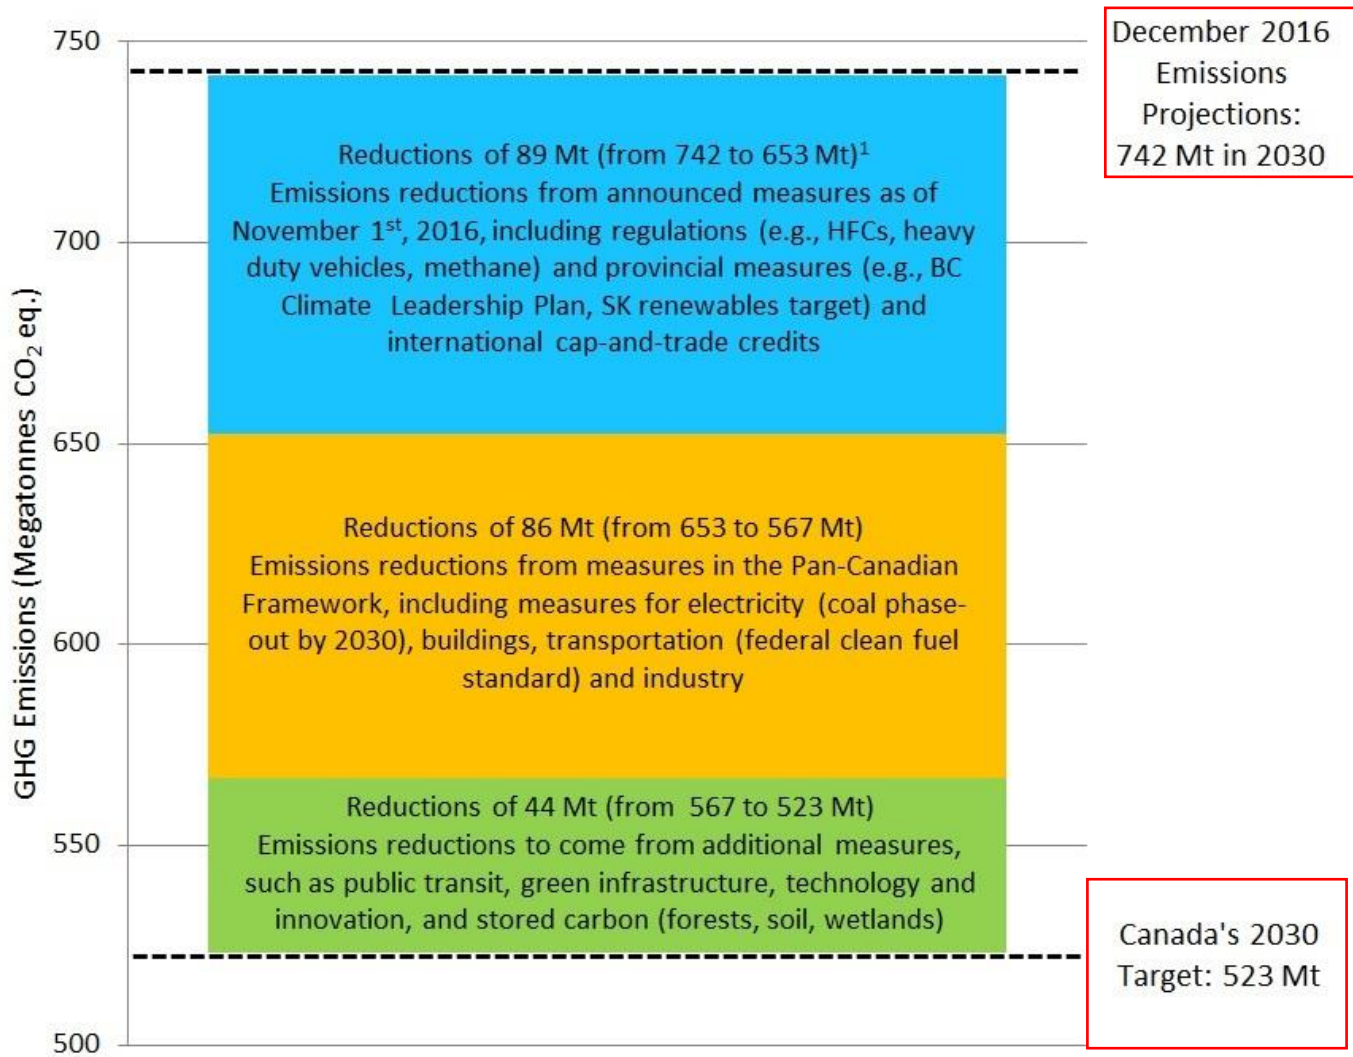 December 2016
Emissions
Projections:
742 Mt in 2030
GHG Emissions (Megatonnes CO₂ eq.)
750
700
650
600
550
500
Reductions of 89 Mt (from 742 to 653 Mt)¹
Emissions reductions from announced measures as of
November 1ˢᵗ, 2016, including regulations (e.g., HFCs, heavy
duty vehicles, methane) and provincial measures (e.g., BC
Climate Leadership Plan, SK renewables target) and
international cap-and-trade credits
Reductions of 86 Mt (from 653 to 567 Mt)
Emissions reductions from measures in the Pan-Canadian
Framework, including measures for electricity (coal phase-
out by 2030), buildings, transportation (federal clean fuel
standard) and industry
Reductions of 44 Mt (from 567 to 523 Mt)
Emissions reductions to come from additional measures,
such as public transit, green infrastructure, technology and
innovation, and stored carbon (forests, soil, wetlands)
Canada's 2030
Target: 523 Mt